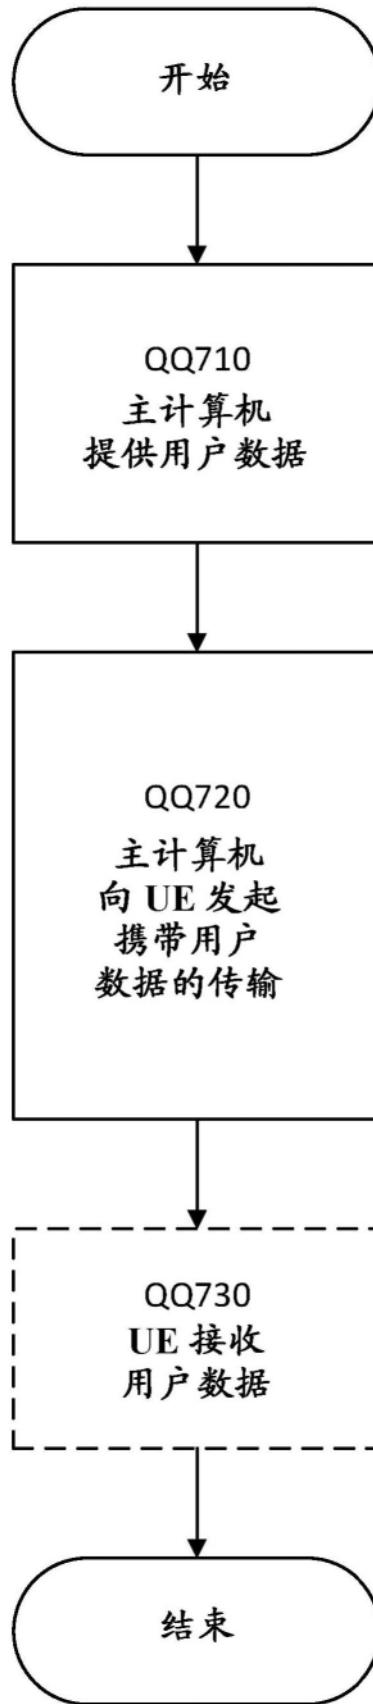 开始
QQ710
主计算机
提供用户数据
QQ720
主计算机
向 UE 发起
携带用户
数据的传输
QQ730
UE 接收
用户数据
结束